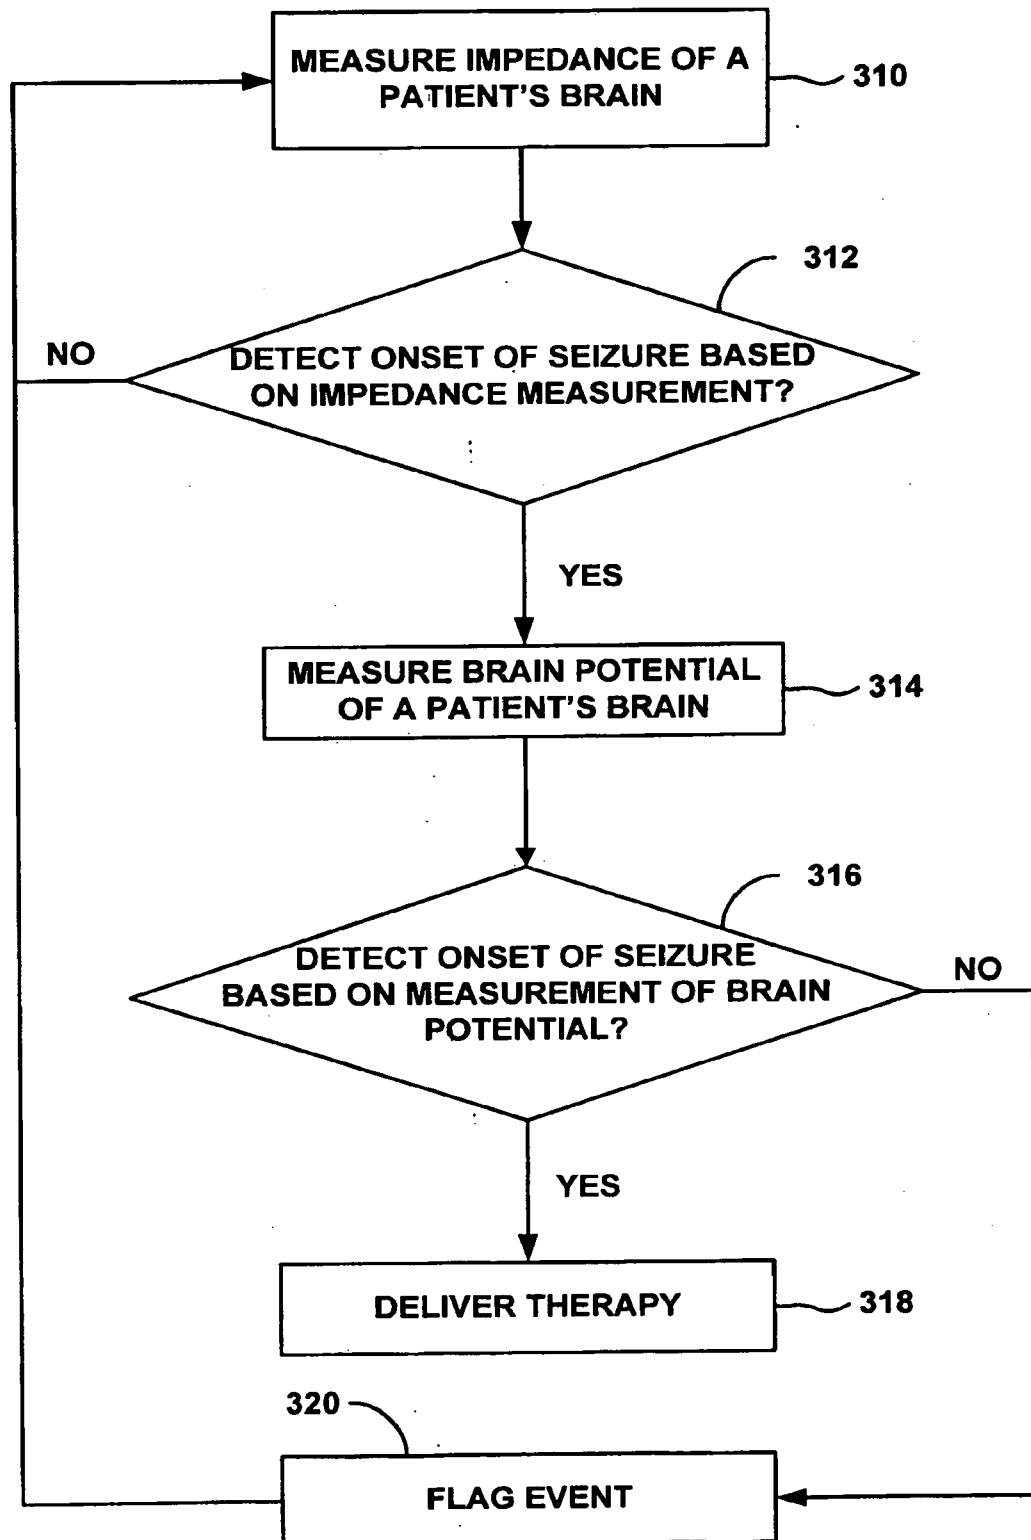 MEASURE IMPEDANCE OF A
PATIENT'S BRAIN
310
312
NO
DETECT ONSET OF SEIZURE BASED
ON IMPEDANCE MEASUREMENT?
YES
MEASURE BRAIN POTENTIAL
OF A PATIENT'S BRAIN
314
316
DETECT ONSET OF SEIZURE
BASED ON MEASUREMENT OF BRAIN
POTENTIAL?
NO
YES
DELIVER THERAPY
318
320
FLAG EVENT